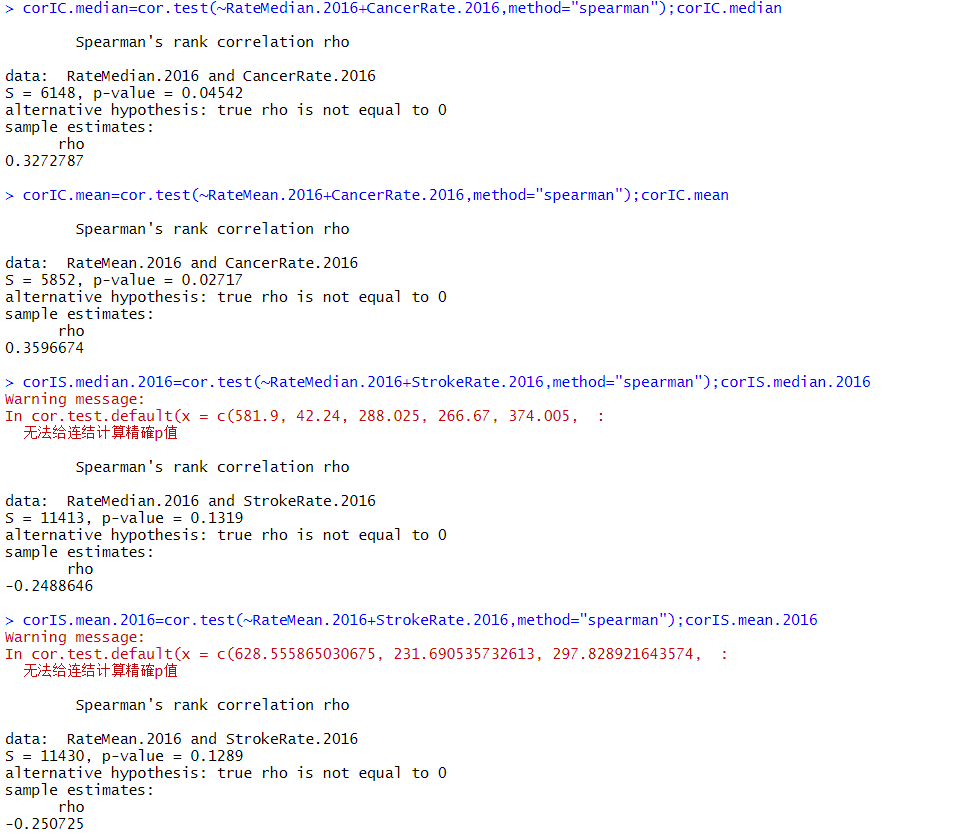 > corIC.median=cor.test(~RateMedian.2016+CancerRate.2016,method="spearman");corIC.median
Spearman's rank correlation rho
data:  RateMedian.2016 and CancerRate.2016
S = 6148, p-value = 0.04542
alternative hypothesis: true rho is not equal to 0
sample estimates:
rho
0.3272787
> corIC.mean=cor.test(~RateMean.2016+CancerRate.2016,method="spearman");corIC.mean
Spearman's rank correlation rho
data:  RateMean.2016 and CancerRate.2016
S = 5852, p-value = 0.02717
alternative hypothesis: true rho is not equal to 0
sample estimates:
rho
0.3596674
> corIS.median.2016=cor.test(~RateMedian.2016+StrokeRate.2016,method="spearman");corIS.median.2016
Warning message:
In cor.test.default(x = c(581.9, 42.24, 288.025, 266.67, 374.005,  :
无法给连结计算精確p值
Spearman's rank correlation rho
data:  RateMedian.2016 and StrokeRate.2016
S = 11413, p-value = 0.1319
alternative hypothesis: true rho is not equal to 0
sample estimates:
rho
-0.2488646
> corIS.mean.2016=cor.test(~RateMean.2016+StrokeRate.2016,method="spearman");corIS.mean.2016
Warning message:
In cor.test.default(x = c(628.555865030675, 231.690535732613, 297.828921643574,  :
无法给连结计算精確p值
Spearman's rank correlation rho
data:  RateMean.2016 and StrokeRate.2016
S = 11430, p-value = 0.1289
alternative hypothesis: true rho is not equal to 0
sample estimates:
rho
-0.250725